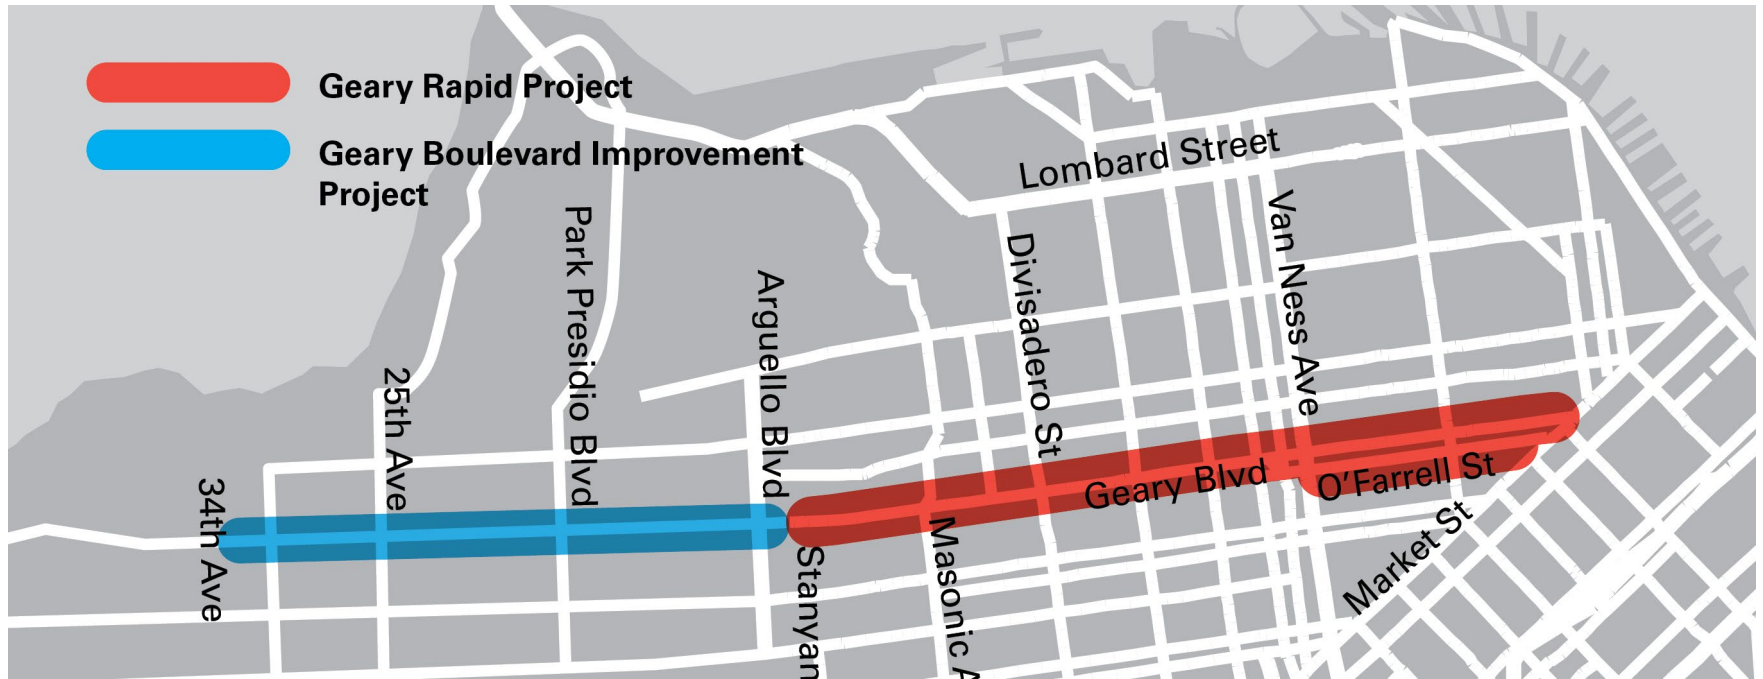 Geary Rapid Project
Geary Boulevard Improvement
Project
Lombard Street
Park Presidio Blvd
Van Ness Ave
Divisadero St
Arguello Blvd
25th Ave
34th Ave
Geary Blvd
O'Farrell St
Market St
Stanyan
Masonic A